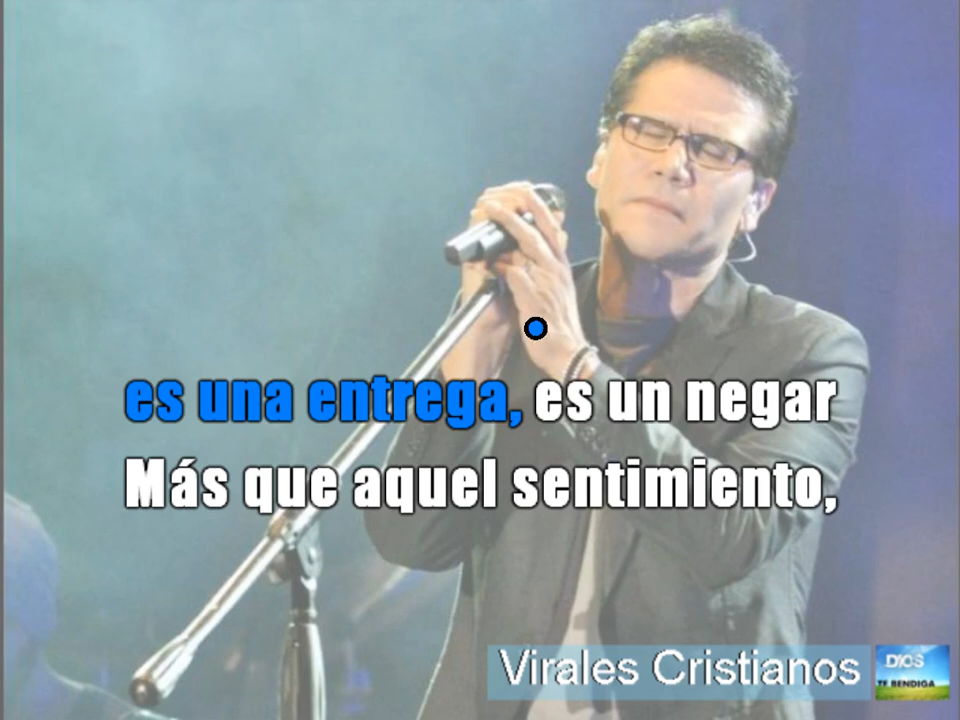 es una entrega, es un negar
Más que aquel sentimiento,
Virales Cristianos
DIOS
TE BENDIGA